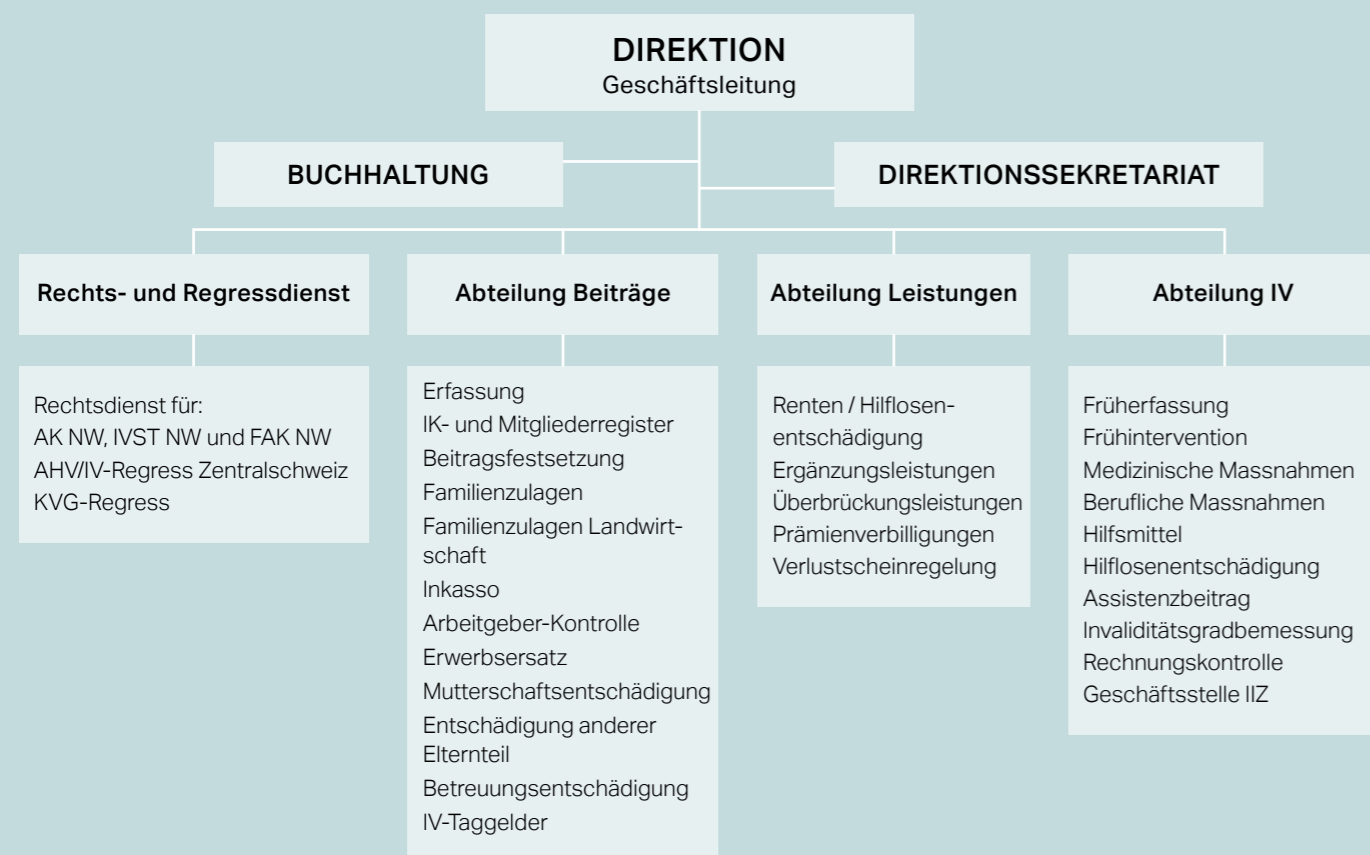 DIREKTION
Geschäftsleitung
BUCHHALTUNG
DIREKTIONSSEKRETARIAT
Rechts- und Regressdienst
Rechtsdienst für:
AK NW, IVST NW und FAK NW
AHV/IV-Regress Zentralschweiz
KVG-Regress
Abteilung Beiträge
Erfassung
IK- und Mitgliederregister
Beitragsfestsetzung
Familienzulagen
Familienzulagen Landwirt-
schaft
Inkasso
Arbeitgeber-Kontrolle
Erwerbsersatz
Mutterschaftsentschädigung
Entschädigung anderer
Elternteil
Betreuungsentschädigung
IV-Taggelder
Abteilung Leistungen
Renten / Hilflosen-
entschädigung
Ergänzungsleistungen
Überbrückungsleistungen
Prämienverbilligungen
Verlustscheinregelung
Abteilung IV
Früherfassung
Frühintervention
Medizinische Massnahmen
Berufliche Massnahmen
Hilfsmittel
Hilflosenentschädigung
Assistenzbeitrag
Invaliditätsgradbemessung
Rechnungskontrolle
Geschäftsstelle IIZ